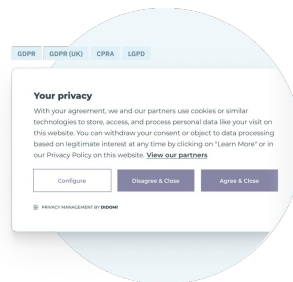 GDPR GDPR (UK) CPRA LGPD
Your privacy
With your agreement, we and our partners use cookies or similar
technologies to store, access, and process personal data like your visit on
this website. You can withdraw your consent or object to data processing
based on legitimate interest at any time by clicking on "Learn More" or in
our Privacy Policy on this website. View our partners
Configure Disagree & Close Agree & Close
PRIVACY MANAGEMENT BY DIDOMI